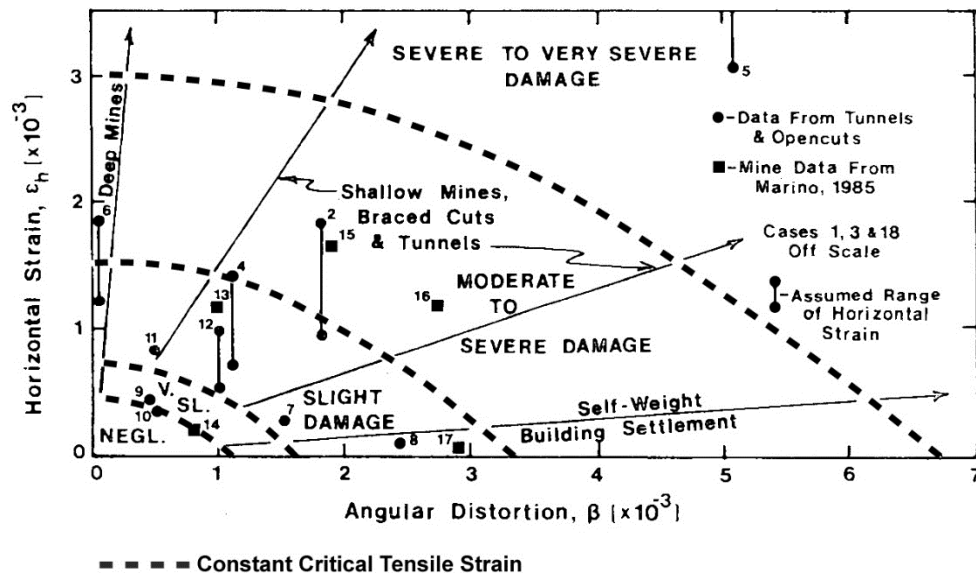 SEVERE TO VERY SEVERE
DAMAGE
5
●-Data From Tunnels
& Opencuts
■-Mine Data From
Marino, 1985
Cases 1, 3 & 18
Off Scale
-Assumed Range
of Horizontal
Strain
Deep Mines
Shallow Mines,
Braced Cuts
& Tunnels
6
2
15
4
13
12
11
16
MODERATE
TO
SEVERE DAMAGE
9
10
V.
SL.
14
NEGL.
SLIGHT
DAMAGE
7
8
17
Self-Weight
Building Settlement
Horizontal Strain, εh [x10-3]
3
2
1
0
0
1
2
3
4
5
6
7
Angular Distortion, β [x10-3]
Constant Critical Tensile Strain